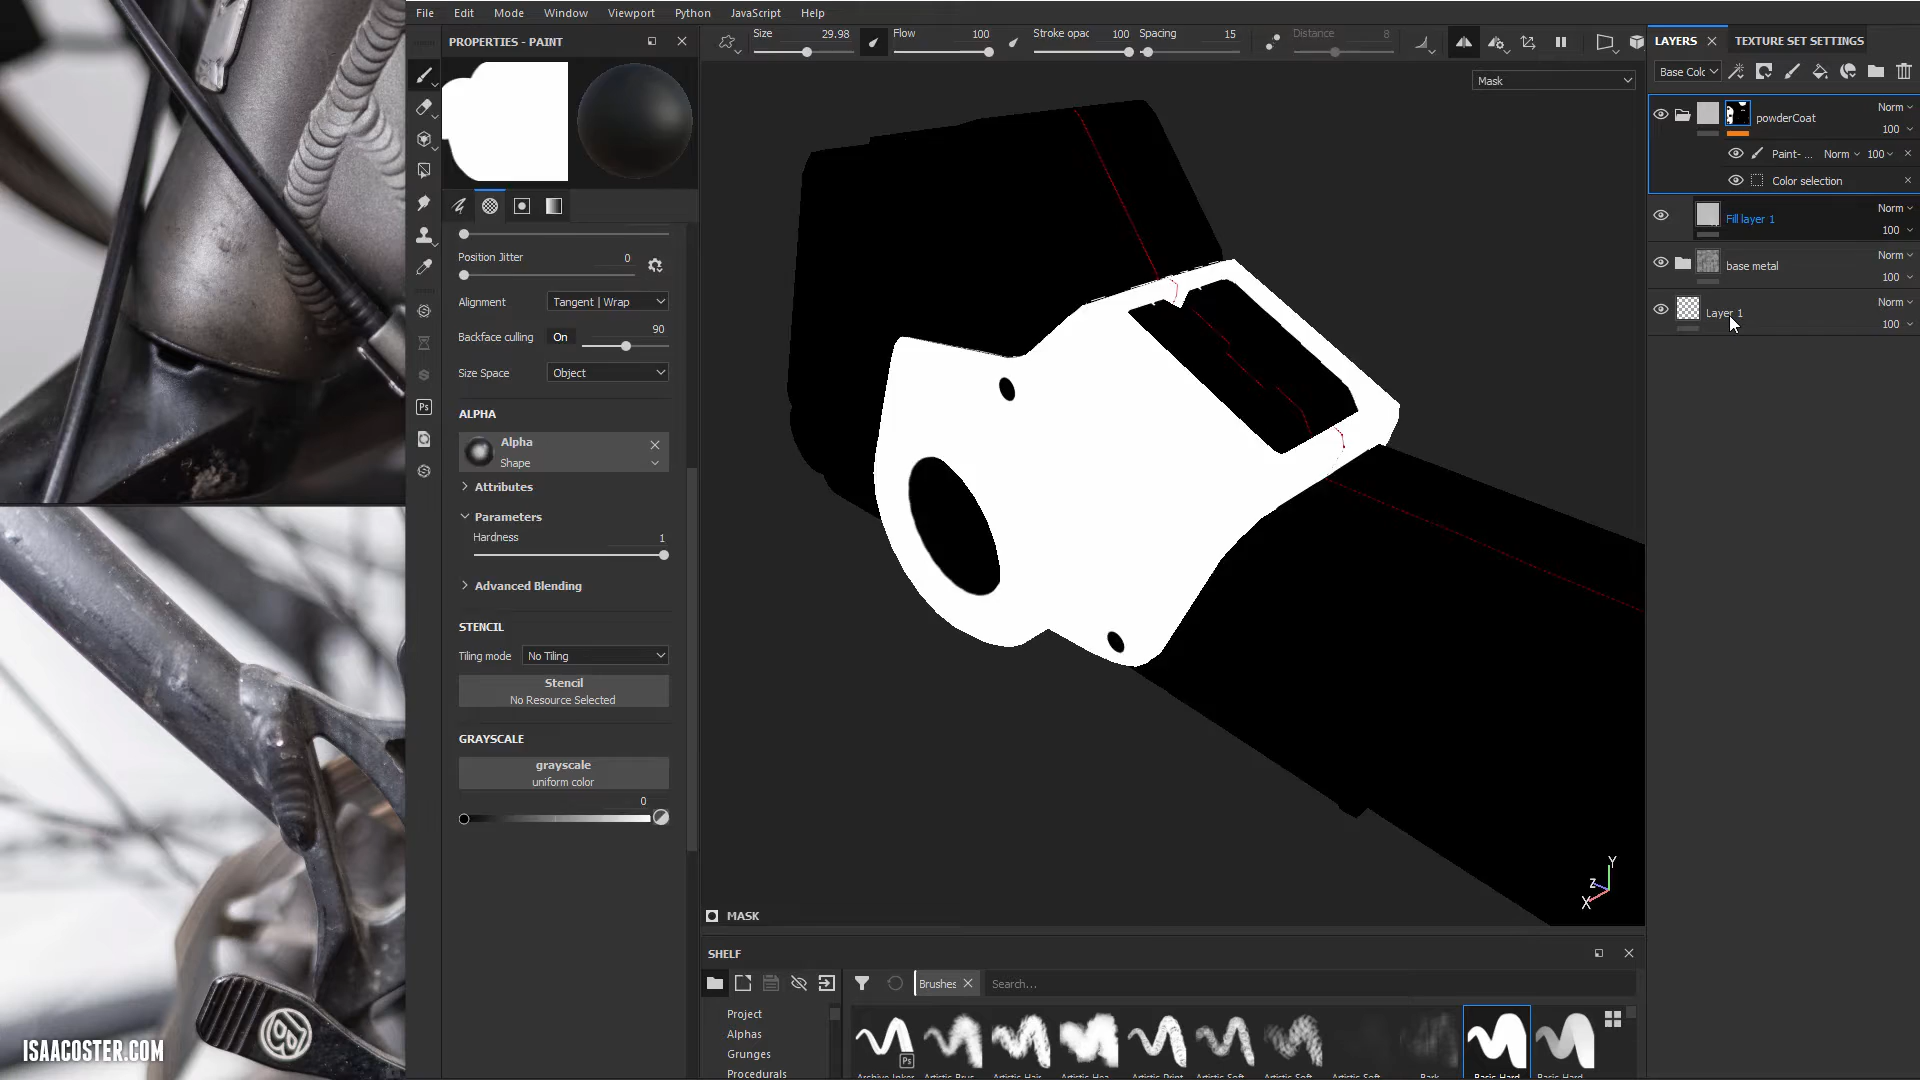 File Edit Mode Window Viewport Python JavaScript Help
PROPERTIES - PAINT
Size 29.98 Flow 100 Stroke opac 100 Spacing 15 Distance 8
LAYERS TEXTURE SET SETTINGS
Base Colc
Mask
powderCoat Norm 100
Paint- ... Norm 100
Color selection
Fill layer 1 Norm 100
base metal Norm 100
Layer 1 Norm 100
Position Jitter 0
Alignment Tangent | Wrap
Backface culling On 90
Size Space Object
ALPHA
Alpha
Shape
Attributes
Parameters
Hardness 1
Advanced Blending
STENCIL
Tiling mode No Tiling
Stencil
No Resource Selected
GRAYSCALE
grayscale
uniform color
0
Ps
Y
Z
X
MASK
SHELF
Brushes Search...
Project
Alphas
Grunges
Procedurals
Ps
ISAACOSTER.COM